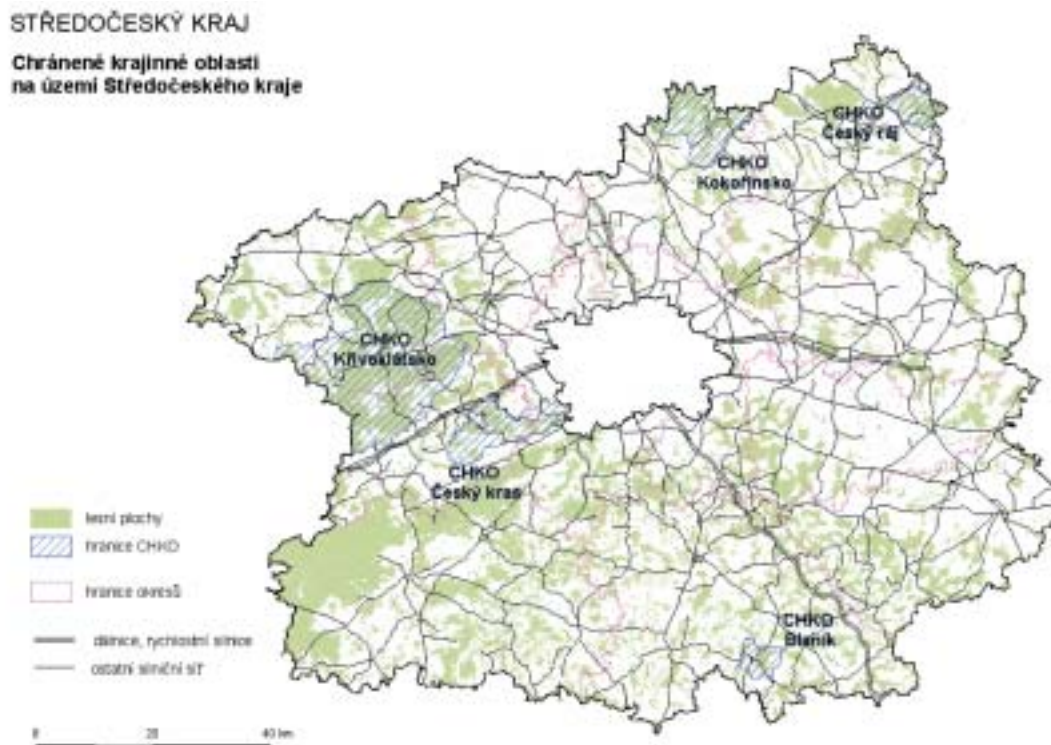 STŘEDOČESKÝ KRAJ
Chránené krajinné oblasti
na území Středočeského kraje
CHKO
Český ráj
CHKO
Kokořínsko
CHKO
Křivoklátsko
CHKO
Český kras
CHKO
Blaník
lesní plochy
hranice CHKO
hranice okresů
dálnice, rychlostní silnice
ostatní silniční síť
0 20 40 km